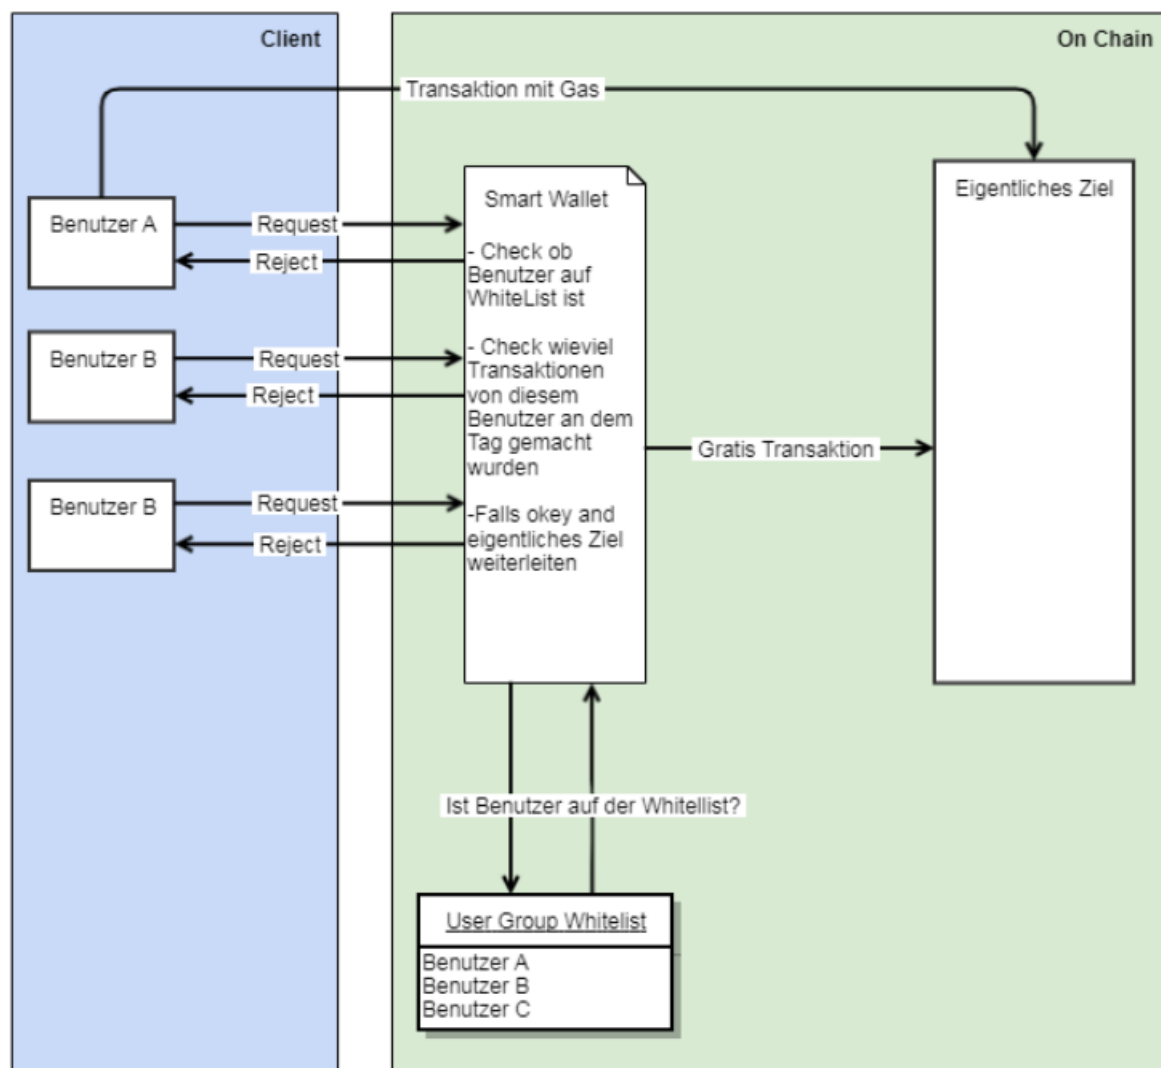 Client
On Chain
Transaktion mit Gas
Benutzer A
Request
Reject
Benutzer B
Request
Reject
Benutzer B
Request
Reject
Smart Wallet
- Check ob
Benutzer auf
WhiteList ist
- Check wieviel
Transaktionen
von diesem
Benutzer an dem
Tag gemacht
wurden
-Falls okey and
eigentliches Ziel
weiterleiten
Gratis Transaktion
Eigentliches Ziel
Ist Benutzer auf der Whitellist?
User Group Whitelist
Benutzer A
Benutzer B
Benutzer C